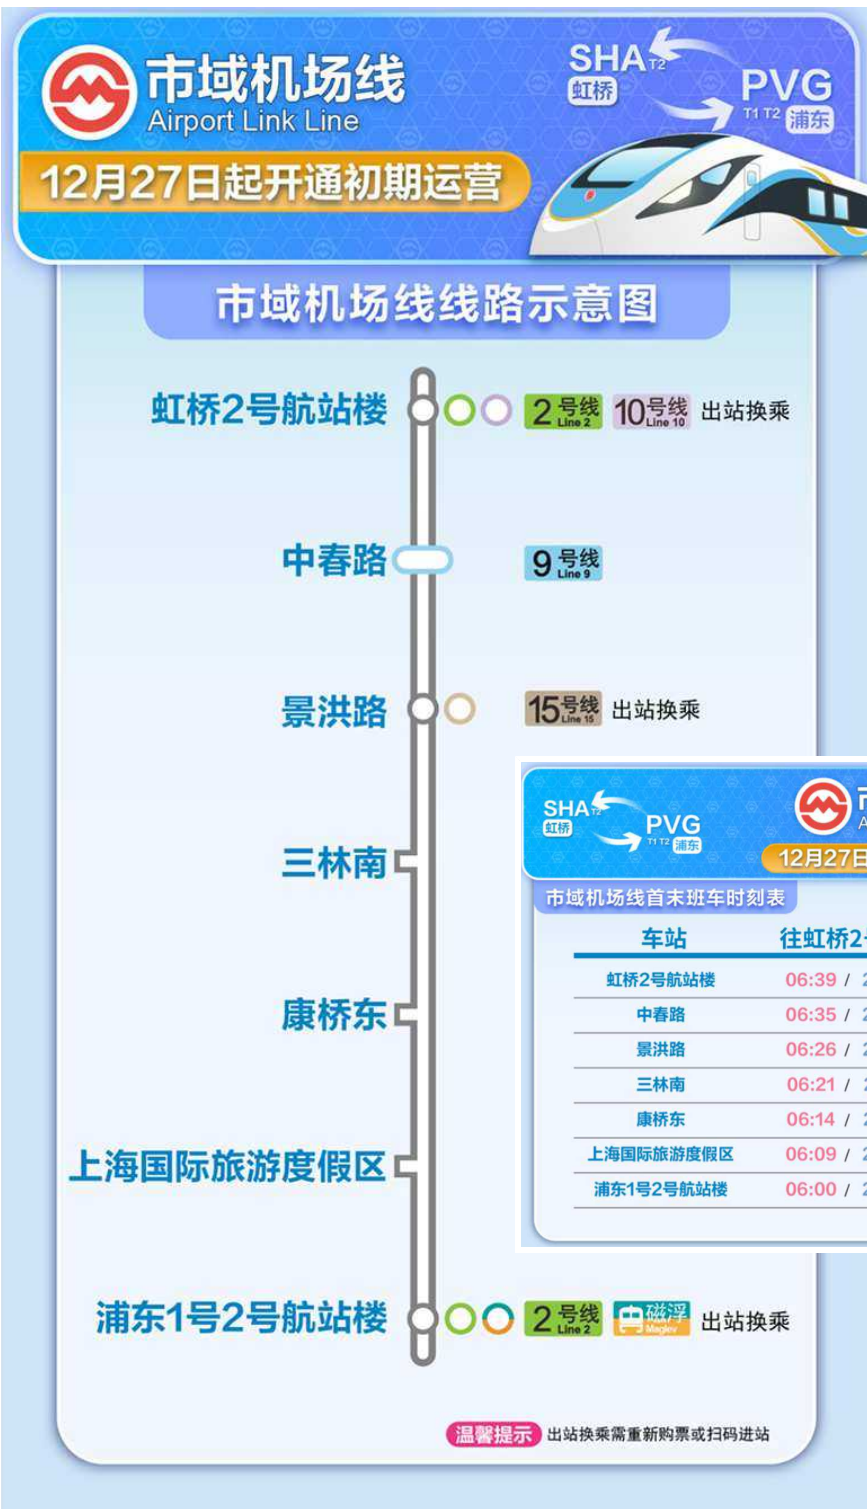 市域机场线
Airport Link Line
SHA T2
虹桥
PVG
T1 T2 浦东
12月27日起开通初期运营
市域机场线线路示意图
虹桥2号航站楼 2号线 Line 2 10号线 Line 10 出站换乘
中春路 9号线 Line 9
景洪路 15号线 Line 15 出站换乘
三林南
康桥东
上海国际旅游度假区
浦东1号2号航站楼 2号线 Line 2 磁浮 Maglev 出站换乘
温馨提示 出站换乘需重新购票或扫码进站
SHA T2
虹桥
PVG
T1 T2 浦东
12月27日
市域机场线首末班车时刻表
车站 往虹桥2
虹桥2号航站楼 06:39 / 2
中春路 06:35 / 2
景洪路 06:26 / 2
三林南 06:21 /
康桥东 06:14 / 2
上海国际旅游度假区 06:09 / 2
浦东1号2号航站楼 06:00 / 2